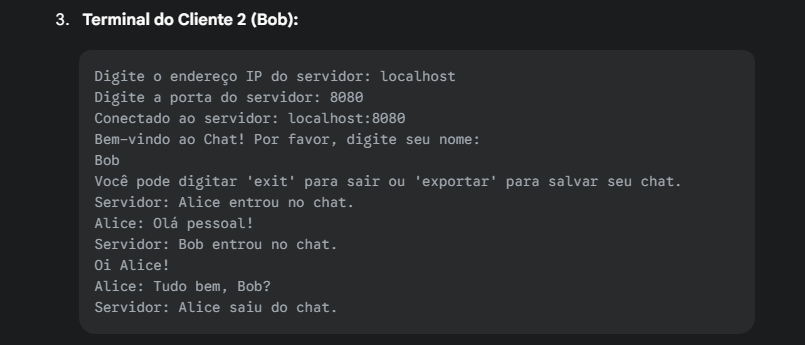 3. Terminal do Cliente 2 (Bob):
Digite o endereço IP do servidor: localhost
Digite a porta do servidor: 8080
Conectado ao servidor: localhost:8080
Bem-vindo ao Chat! Por favor, digite seu nome:
Bob
Você pode digitar 'exit' para sair ou 'exportar' para salvar seu chat.
Servidor: Alice entrou no chat.
Alice: Olá pessoal!
Servidor: Bob entrou no chat.
Oi Alice!
Alice: Tudo bem, Bob?
Servidor: Alice saiu do chat.